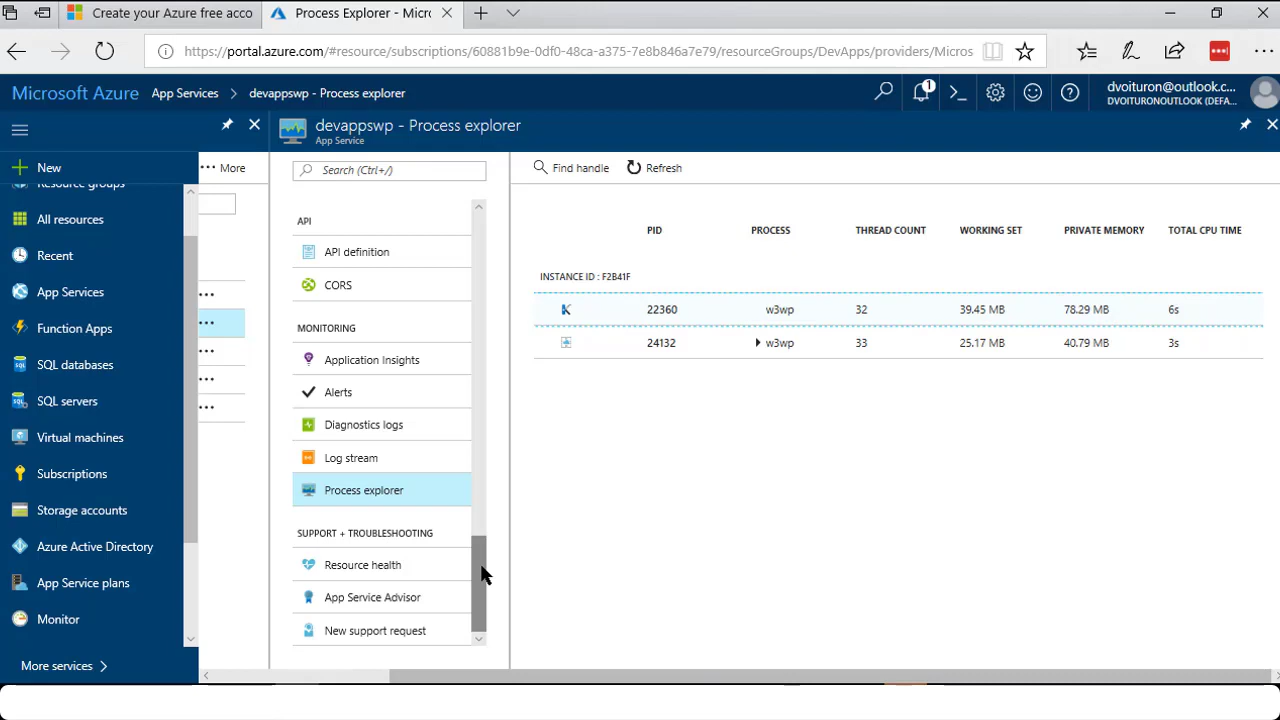 Create your Azure free acco
Process Explorer - Micro
https://portal.azure.com/#resource/subscriptions/60881b9e-0df0-48ca-a375-7e8b846a7e79/resourceGroups/DevApps/providers/Micros
Microsoft Azure App Services > devappswp - Process explorer
1
dvoituron@outlook.c...
DVOITURONOUTLOOK (DEFA...
devappswp - Process explorer
App Service
New
Resource groups
All resources
Recent
App Services
Function Apps
SQL databases
SQL servers
Virtual machines
Subscriptions
Storage accounts
Azure Active Directory
App Service plans
Monitor
More services >
••• More
Search (Ctrl+/)
API
API definition
CORS
MONITORING
Application Insights
Alerts
Diagnostics logs
Log stream
Process explorer
SUPPORT + TROUBLESHOOTING
Resource health
App Service Advisor
New support request
Find handle Refresh
PID PROCESS THREAD COUNT WORKING SET PRIVATE MEMORY TOTAL CPU TIME
INSTANCE ID : F2B41F
22360 w3wp 32 39.45 MB 78.29 MB 6s
24132 w3wp 33 25.17 MB 40.79 MB 3s